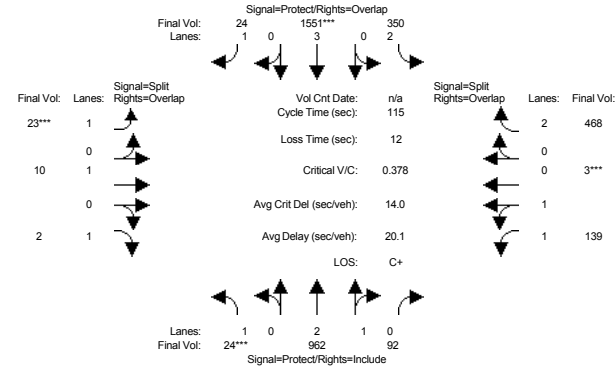 Signal=Protect/Rights=Overlap
Final Vol: 24 1551*** 350
Lanes: 1 0 3 0 2
Signal=Split Signal=Split
Final Vol: Lanes: Rights=Overlap Vol Cnt Date: n/a Rights=Overlap Lanes: Final Vol:
Cycle Time (sec): 115
23*** 1 2 468
Loss Time (sec): 12
0 0
10 1 Critical V/C: 0.378 0 3***
0 Avg Crit Del (sec/veh): 14.0 1
2 1 Avg Delay (sec/veh): 20.1 1 139
LOS: C+
Lanes: 1 0 2 1 0
Final Vol: 24*** 962 92
Signal=Protect/Rights=Include